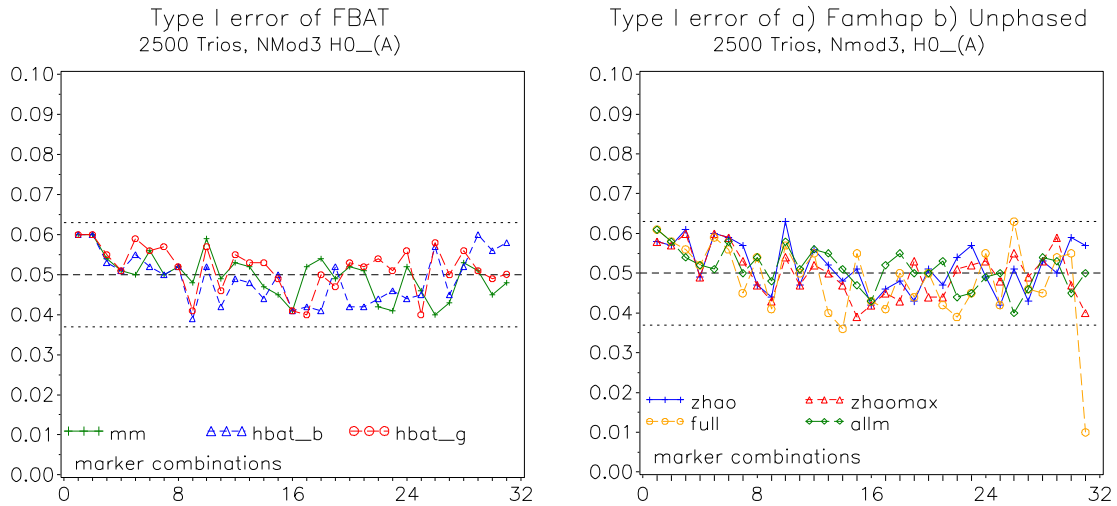 Type I error of FBAT
2500 Trios, NMod3 H0__(A)
0.10
0.09
0.08
0.07
0.06
0.05
0.04
0.03
0.02
0.01
0.00
mm
hbat__b
hbat__g
marker combinations
0
8
16
24
32
Type I error of a) Famhap b) Unphased
2500 Trios, Nmod3, H0__(A)
0.10
0.09
0.08
0.07
0.06
0.05
0.04
0.03
0.02
0.01
0.00
zhao
zhaomax
full
allm
marker combinations
0
8
16
24
32